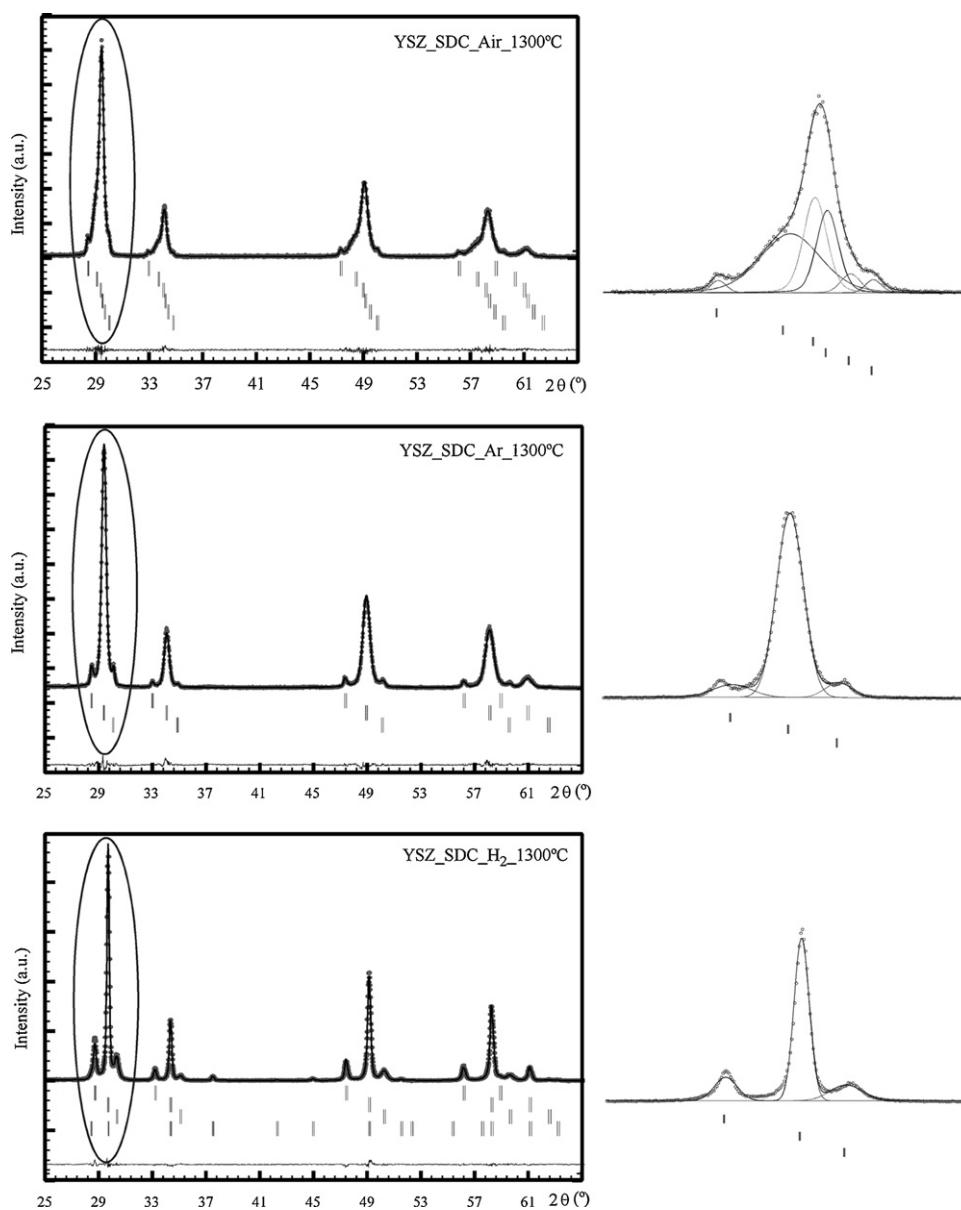 YSZ_SDC_Air_1300ºC
Intensity (a.u.)
25 29 33 37 41 45 49 53 57 61 2θ (º)
YSZ_SDC_Ar_1300ºC
Intensity (a.u.)
25 29 33 37 41 45 49 53 57 61 2θ (º)
YSZ_SDC_H₂_1300ºC
Intensity (a.u.)
25 29 33 37 41 45 49 53 57 61 2θ (º)